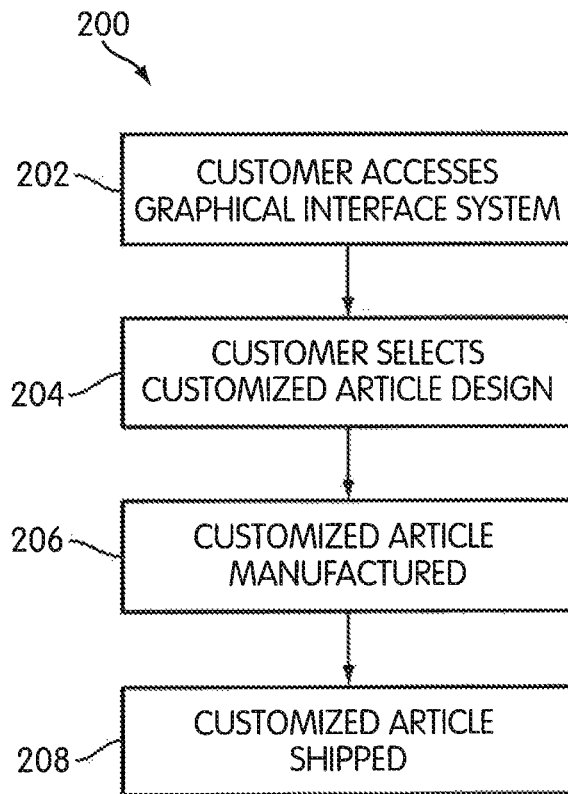 200
202
CUSTOMER ACCESSES
GRAPHICAL INTERFACE SYSTEM
204
CUSTOMER SELECTS
CUSTOMIZED ARTICLE DESIGN
206
CUSTOMIZED ARTICLE
MANUFACTURED
208
CUSTOMIZED ARTICLE
SHIPPED